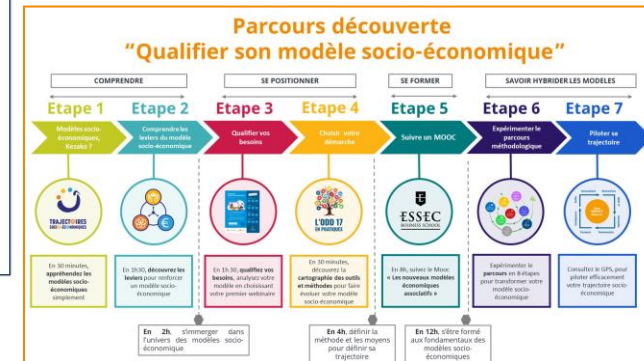 Parcours découverte
“Qualifier son modèle socio-économique”
COMPRENDRE
SE POSITIONNER
SE FORMER
SAVOIR HYBRIDER LES MODELES
Etape 1
Etape 2
Etape 3
Etape 4
Etape 5
Etape 6
Etape 7
Modèles socio-
économiques,
Kezako ?
Comprendre les
leviers du modèle
socio-économique
Qualifier vos
besoins
Choisir votre
démarche
Suivre un MOOC
Expérimenter le
parcours
méthodologique
Piloter sa
trajectoire
TRAJECTOIRES
SOCIO-ÉCONOMIQUES
L'ODD 17
EN PRATIQUES
ESSEC
BUSINESS SCHOOL
En 30 minutes,
appréhendez les
modèles socio-
économiques
simplement
En 1h30, découvrez les
leviers pour renforcer
un modèle socio-
économique
En 1h30, qualifiez vos
besoins, analysez votre
modèle en choisissant
votre premier webinaire
En 30 minutes,
découvrez la
cartographie des outils
et méthodes pour faire
évoluer votre modèle
socio-économique
En 8h, suivez le Mooc
« Les nouveaux modèles
économiques
associatifs »
Expérimenter le
parcours en 8 étapes
pour transformer votre
modèle socio-
économique
Consultez le GPS, pour
piloter efficacement
votre trajectoire socio-
économique
En 2h, s'immerger dans
l'univers des modèles socio-
économique
En 4h, définir la
méthode et les moyens
pour définir sa
trajectoire
En 12h, s'être formé
aux fondamentaux des
modèles socio-
économiques